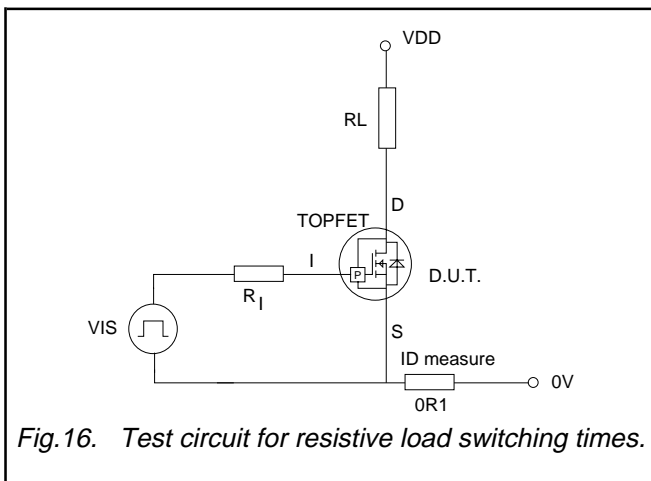 VDD
RL
D
TOPFET
I
P
D.U.T.
R I
VIS
S
ID measure
0V
0R1
Fig.16. Test circuit for resistive load switching times.